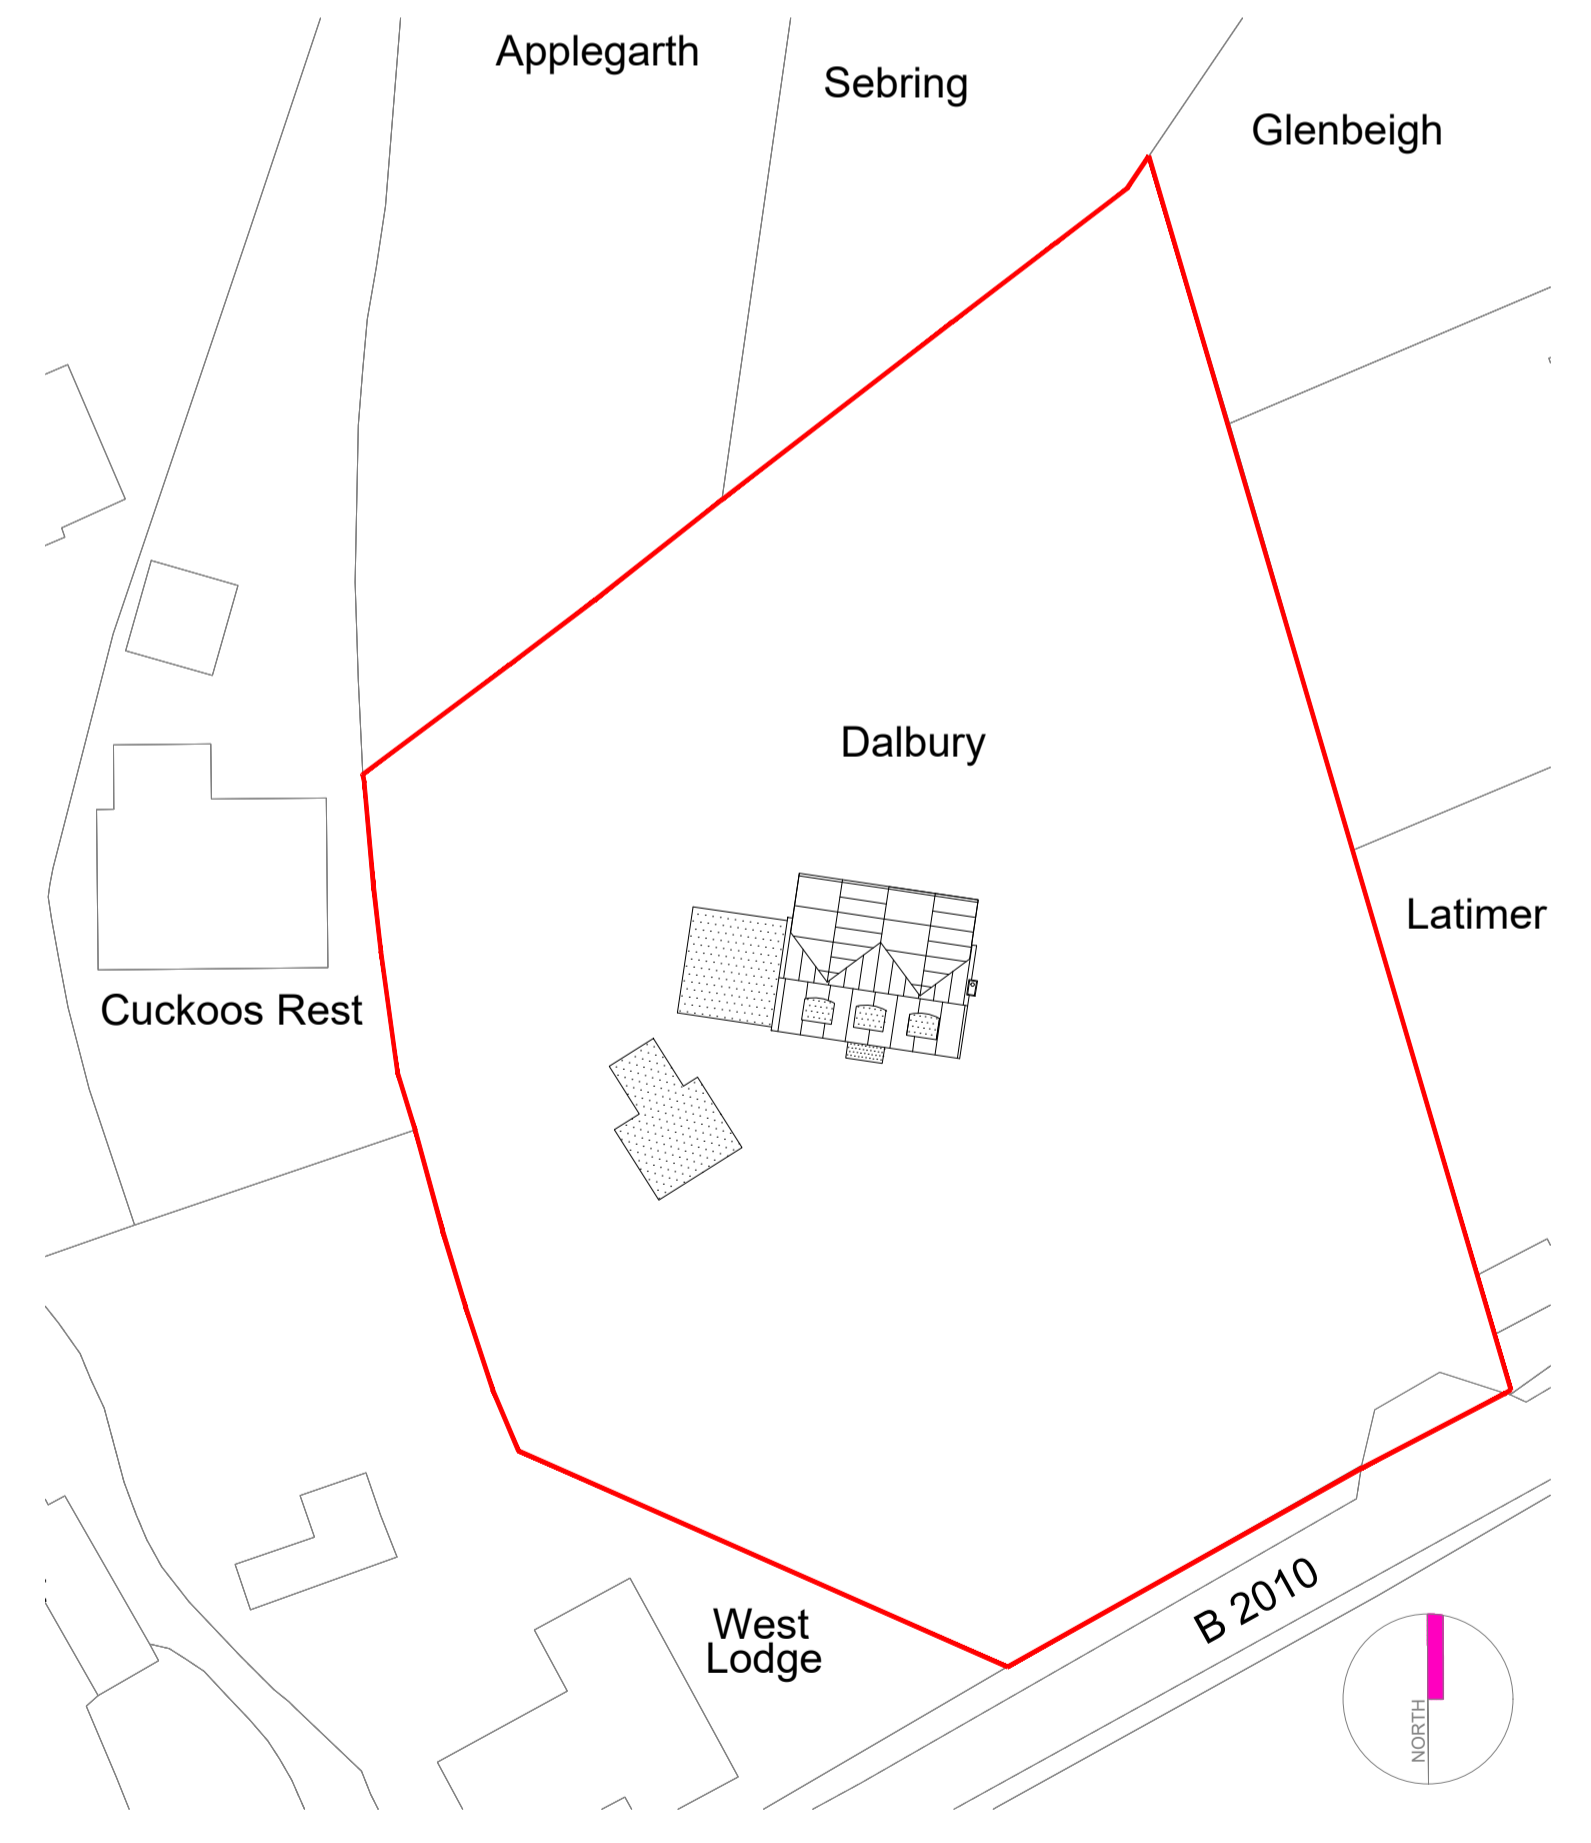 Applegarth
Sebring
Glenbeigh
Dalbury
Latimer
Cuckoos Rest
West
Lodge
B 2010
NORTH